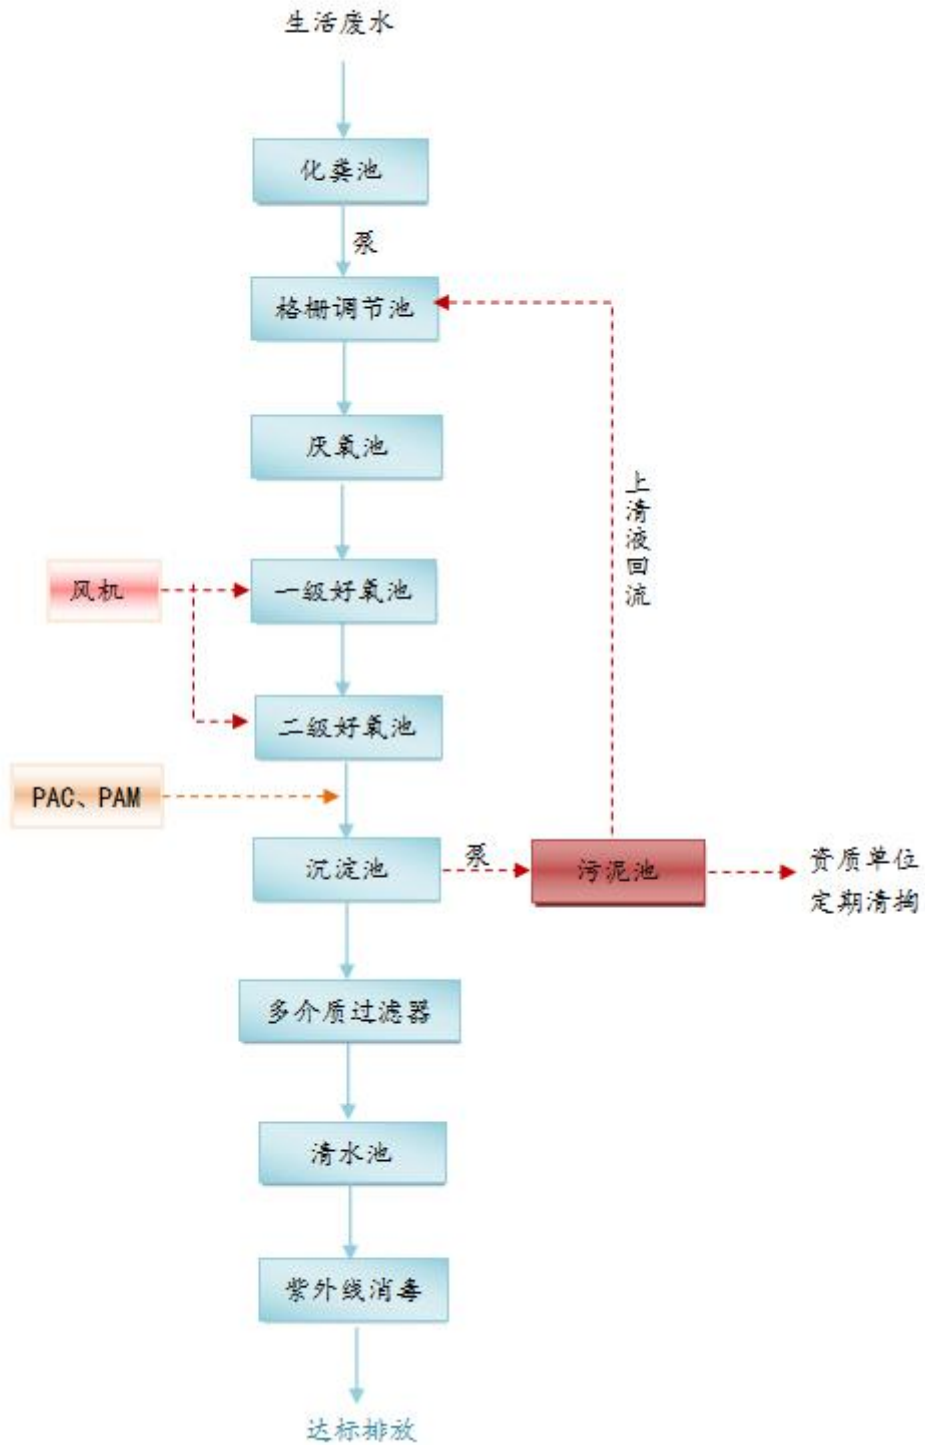 生活废水
化粪池
泵
格栅调节池
厌氧池
上清液回流
风机
一级好氧池
二级好氧池
PAC、PAM
沉淀池
泵
污泥池
资质单位
定期清掏
多介质过滤器
清水池
紫外线消毒
达标排放